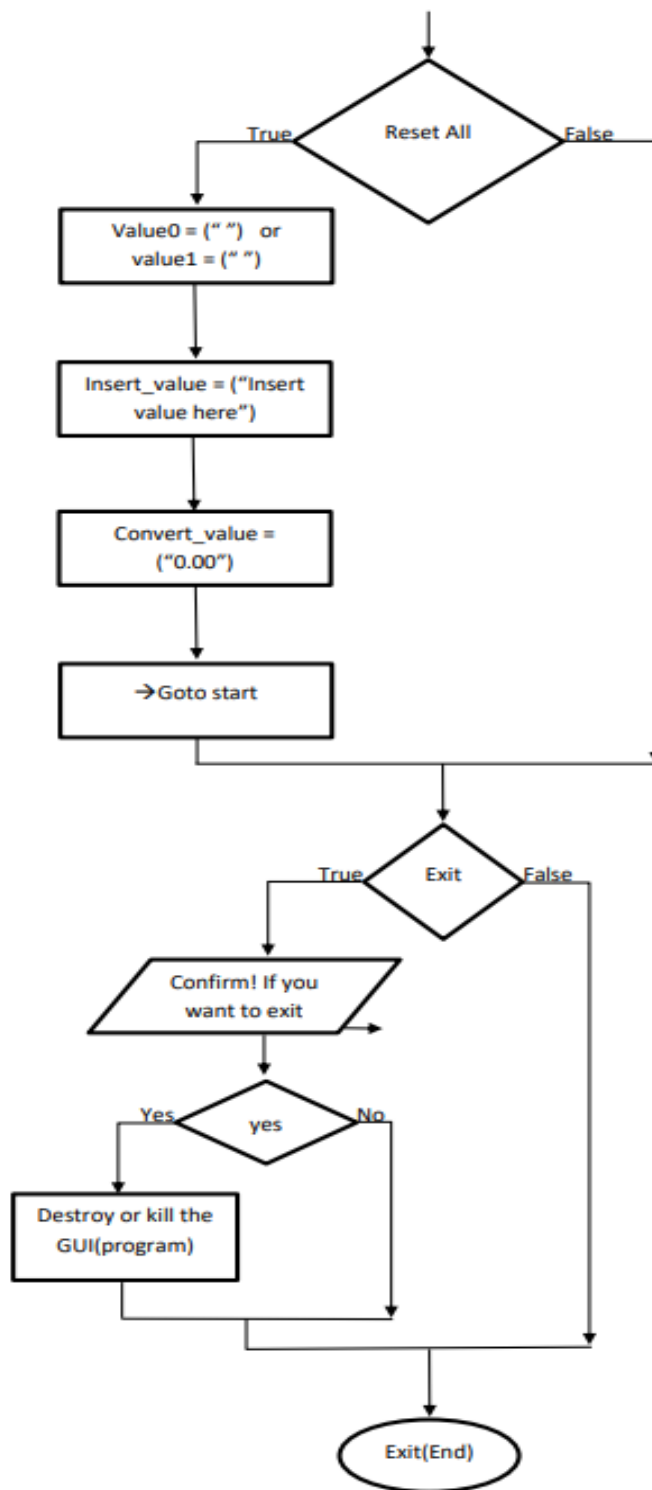 Reset All
True
False
Value0 = (“ ”) or
value1 = (“ ”)
Insert_value = (“Insert
value here”)
Convert_value =
(“0.00”)
→Goto start
Exit
True
False
Confirm! If you
want to exit
Yes
yes
No
Destroy or kill the
GUI(program)
Exit(End)